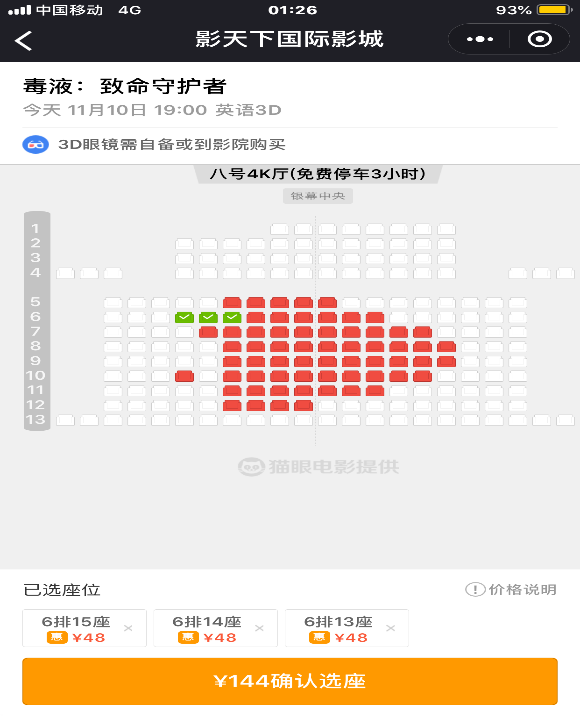 中国移动 4G 01:26 93%
影天下国际影城
毒液：致命守护者
今天 11月10日 19:00 英语3D
3D眼镜需自备或到影院购买
八号4K厅(免费停车3小时)
银幕中央
1
2
3
4
5
6
7
8
9
10
11
12
13
猫眼电影提供
已选座位 价格说明
6排15座 × 6排14座 × 6排13座 ×
惠 ¥48 惠 ¥48 惠 ¥48
¥144确认选座